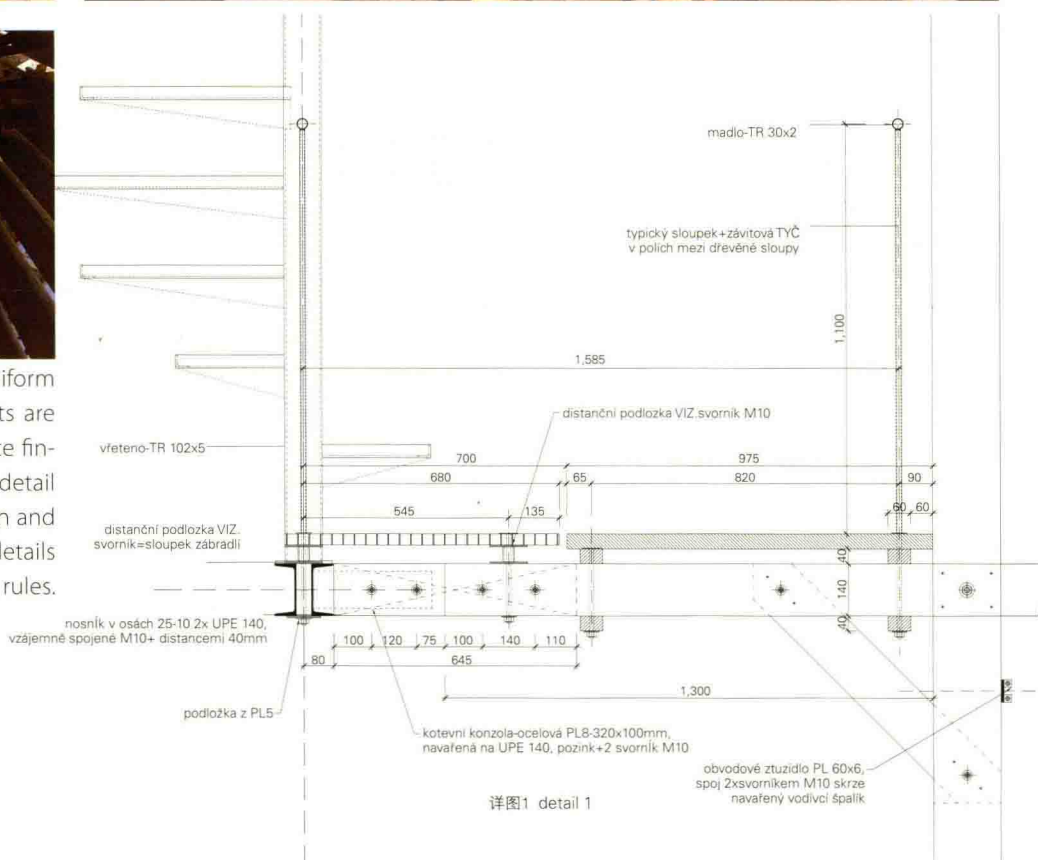 iform
ts are
te fin-
detail
n and
details
rules.
madlo-TR 30x2
typický sloupek+závitová TYČ
v polích mezi dřevěné sloupy
1,100
1,585
distanční podlozka VIZ.svorník M10
vřeteno-TR 102x5
700
975
680
65
820
90
545
135
60
60
distanční podlozka VIZ.
svorník=sloupek zábradlí
40
140
40
nosník v osách 25-10 2x UPE 140,
vzájemně spojené M10+ distancemi 40mm
100
120
75
100
140
110
80
645
1,300
podložka z PL5
kotevní konzola-ocelová PL8-320x100mm,
navařená na UPE 140, pozink+2 svorník M10
obvodové ztuzidlo PL 60x6,
spoj 2xsvorníkem M10 skrze
navařený vodívcí špalík
详图1 detail 1